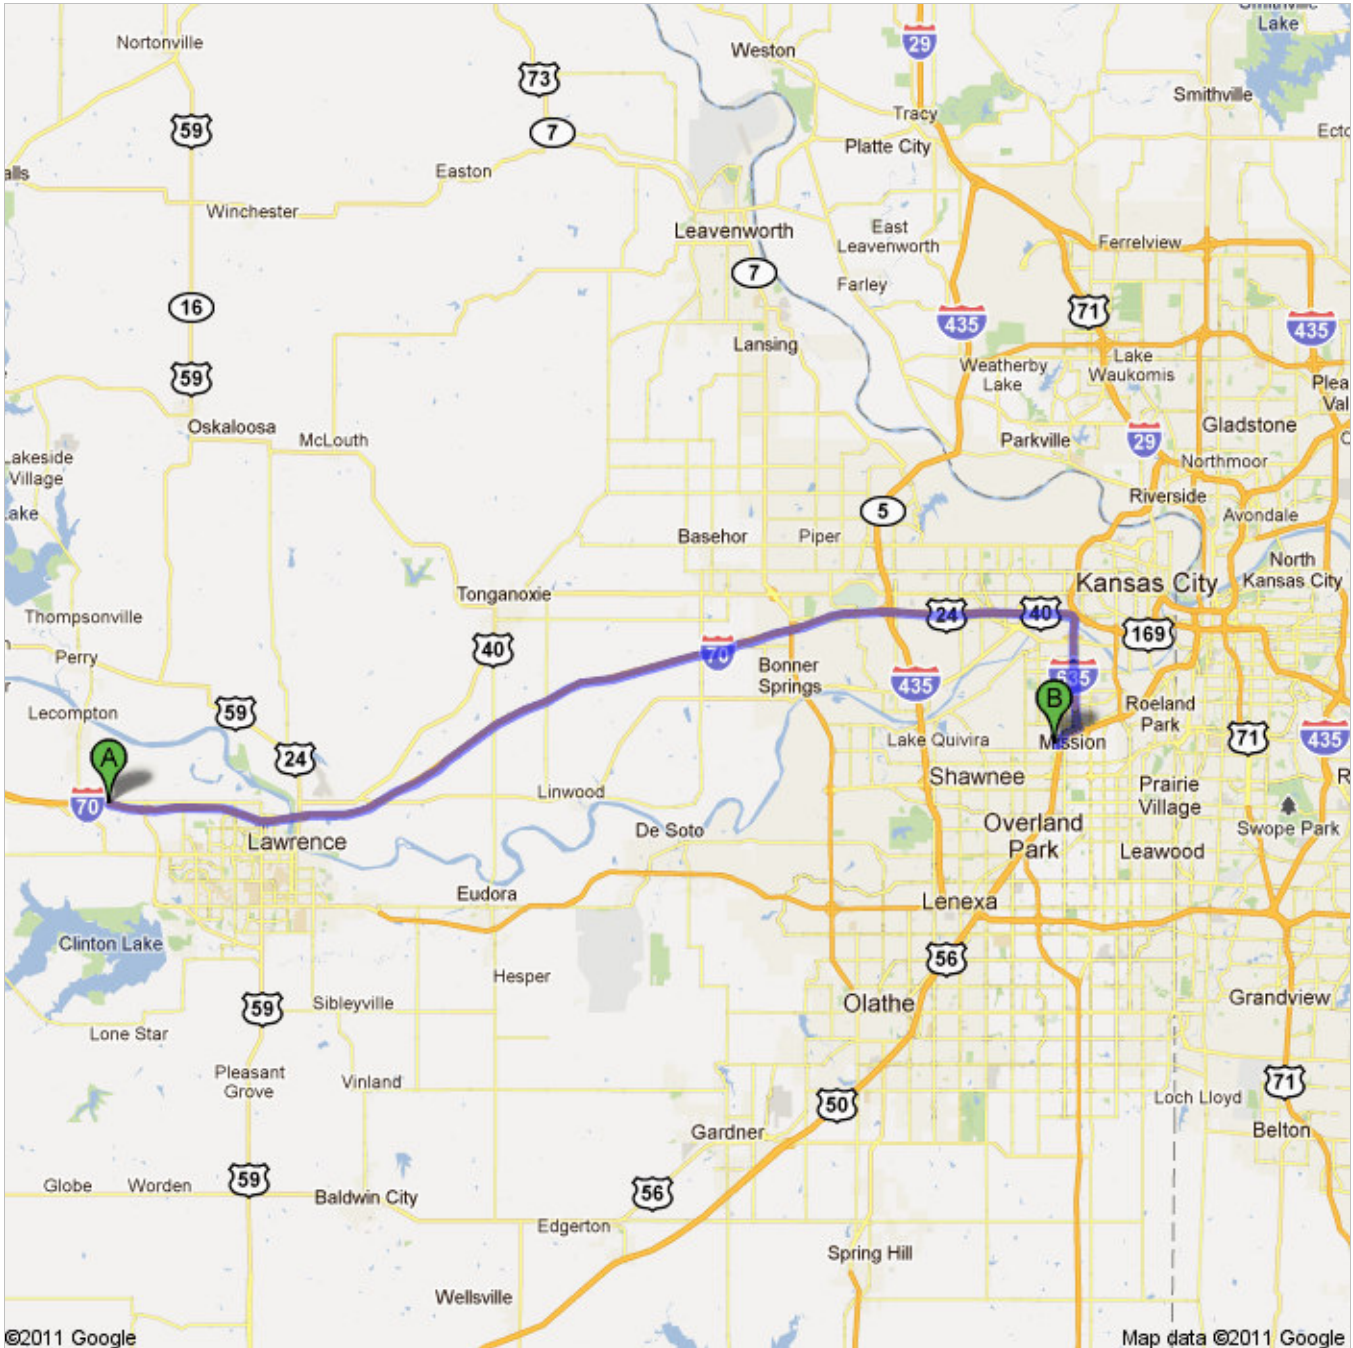 Smithville
Lake
Nortonville
Weston
29
73
Smithville
59
7
Tracy
Platte City
Easton
Winchester
Leavenworth
East
Leavenworth
Ferrelview
7
Farley
16
71
435
435
Lansing
Lake
Waukomis
Weatherby
Lake
59
Oskaloosa
McLouth
Gladstone
Parkville
29
Northmoor
Lakeside
Village
Lake
Riverside
5
Avondale
Basehor
Piper
North
Kansas City
Kansas City
Tonganoxie
Thompsonville
24
40
169
Perry
40
70
Bonner
Springs
435
635
Lecompton
59
B
Roeland
Park
Lake Quivira
Mission
71
435
A
24
Shawnee
Prairie
Village
70
Linwood
Swope Park
Overland
Park
De Soto
Lawrence
Leawood
Eudora
Lenexa
Clinton Lake
56
Hesper
Sibleyville
59
Olathe
Grandview
Lone Star
Pleasant
Grove
Vinland
71
Loch Lloyd
50
Gardner
Belton
59
Globe
Worden
Baldwin City
56
Edgerton
Spring Hill
Wellsville
©2011 Google
Map data ©2011 Google